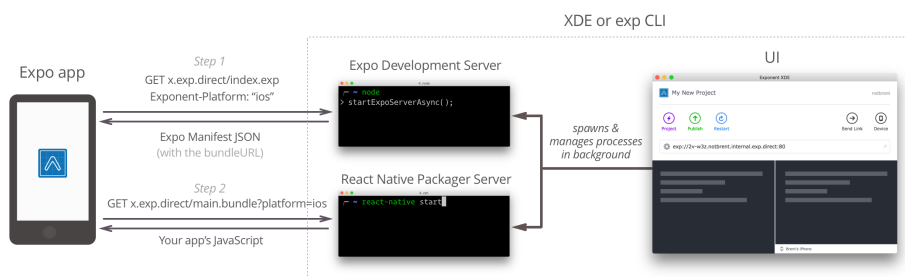 XDE or exp CLI
Expo app
Step 1
GET x.exp.direct/index.exp
Exponent-Platform: “ios”
Expo Manifest JSON
(with the bundleURL)
Step 2
GET x.exp.direct/main.bundle?platform=ios
Your app's JavaScript
Expo Development Server
node
> startExpoServerAsync();
React Native Packager Server
react-native start
spawns &
manages processes
in background
UI
Exponent XDE
My New Project
notbrent
Project
Publish
Restart
Send Link
Device
exp://2v-w3z.notbrent.internal.exp.direct:80
Brent's iPhone